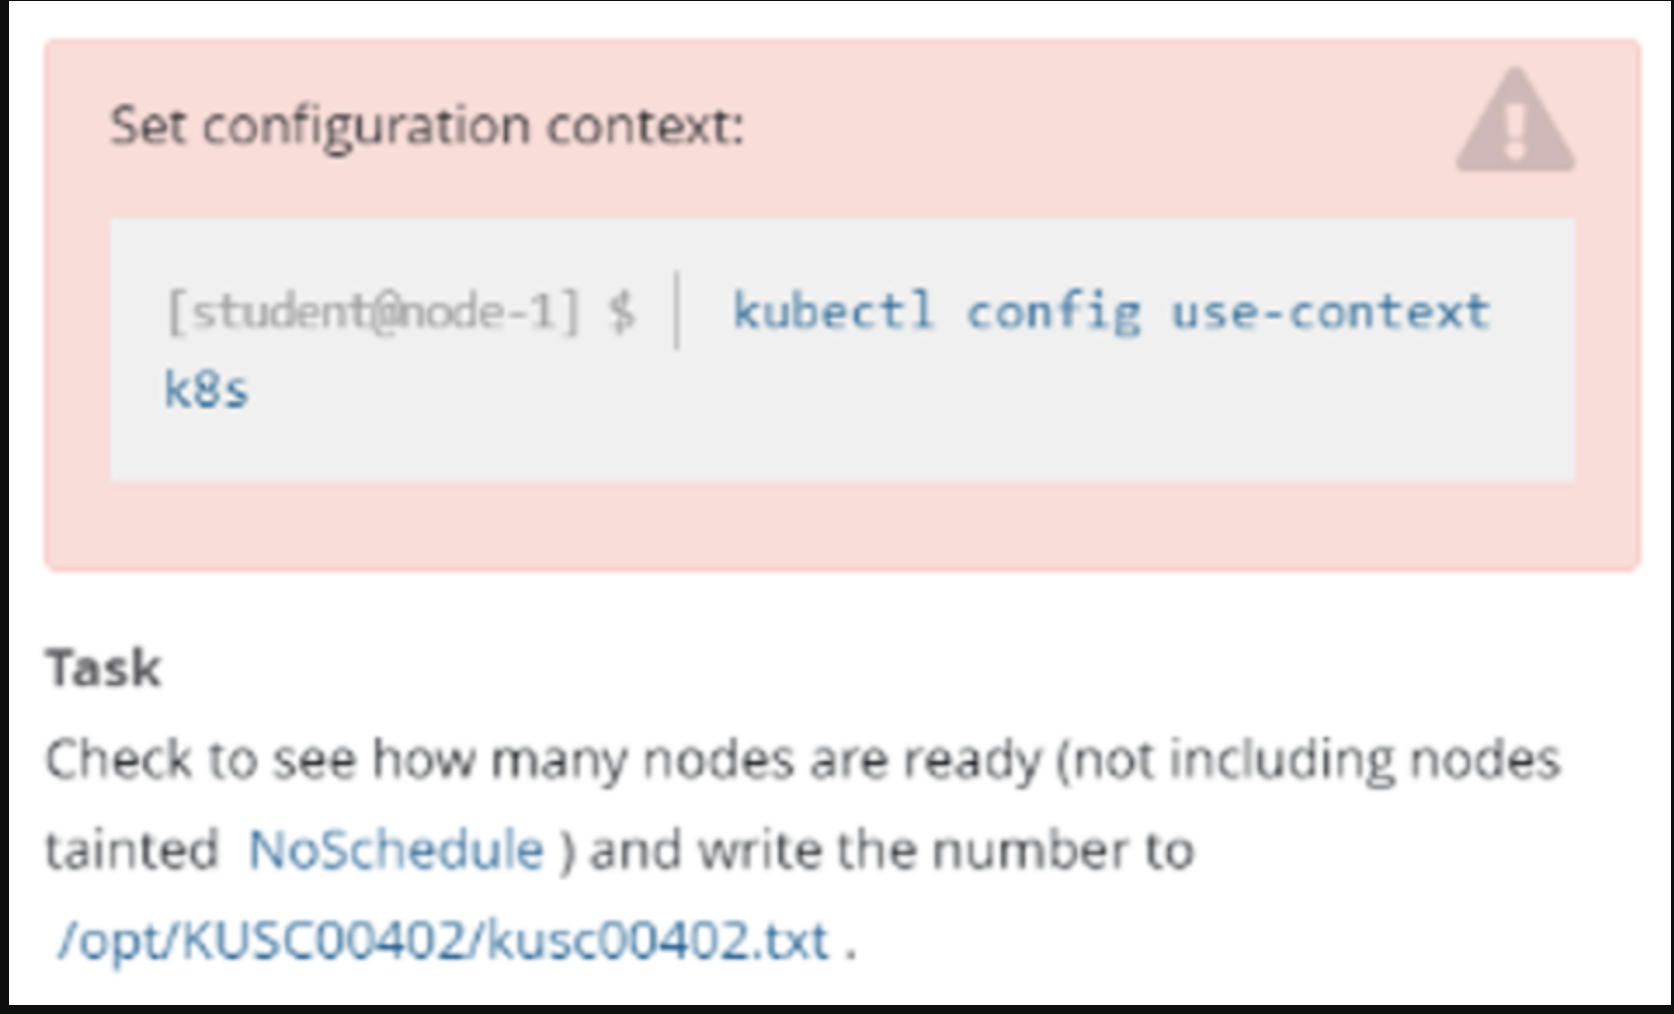 Set configuration context:
[student@node-1] $ | kubectl config use-context
k8s
Task
Check to see how many nodes are ready (not including nodes
tainted NoSchedule ) and write the number to
/opt/KUSC00402/kusc00402.txt .